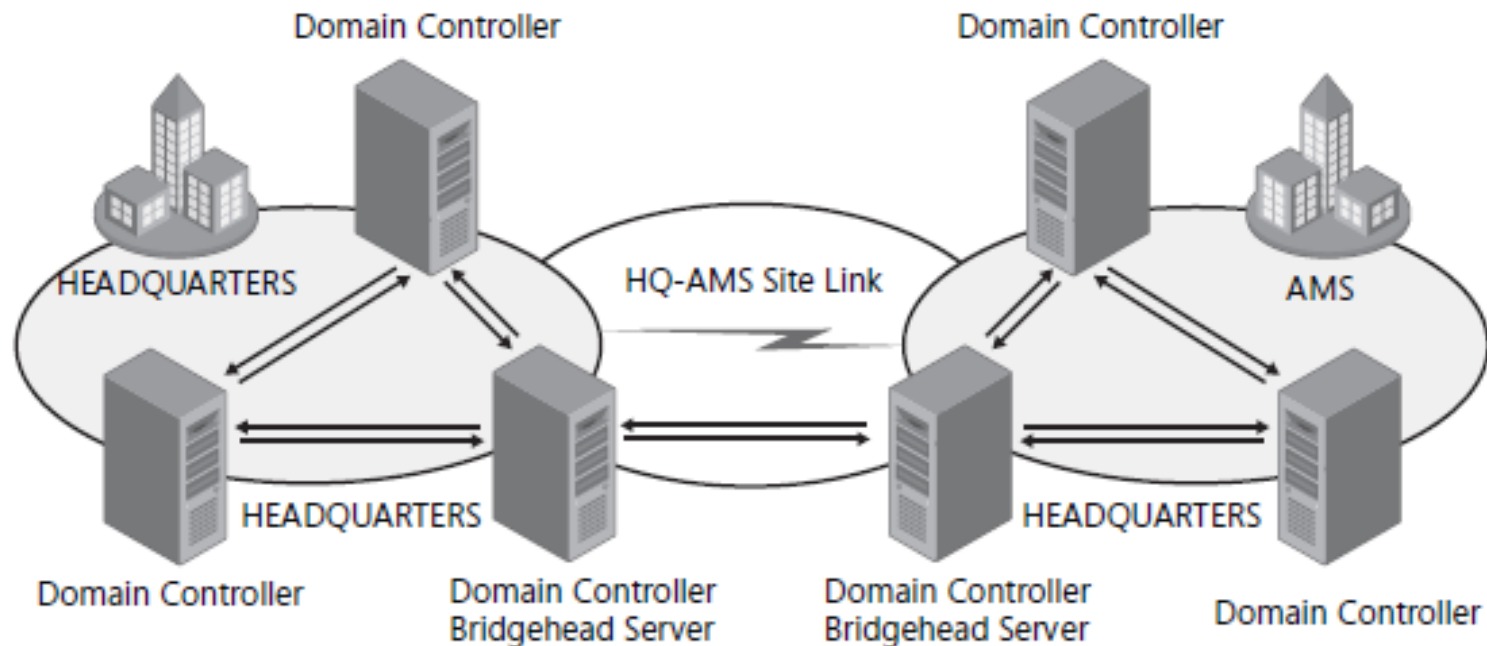 Domain Controller
Domain Controller
HEADQUARTERS
HQ-AMS Site Link
AMS
HEADQUARTERS
HEADQUARTERS
Domain Controller
Domain Controller
Bridgehead Server
Domain Controller
Bridgehead Server
Domain Controller